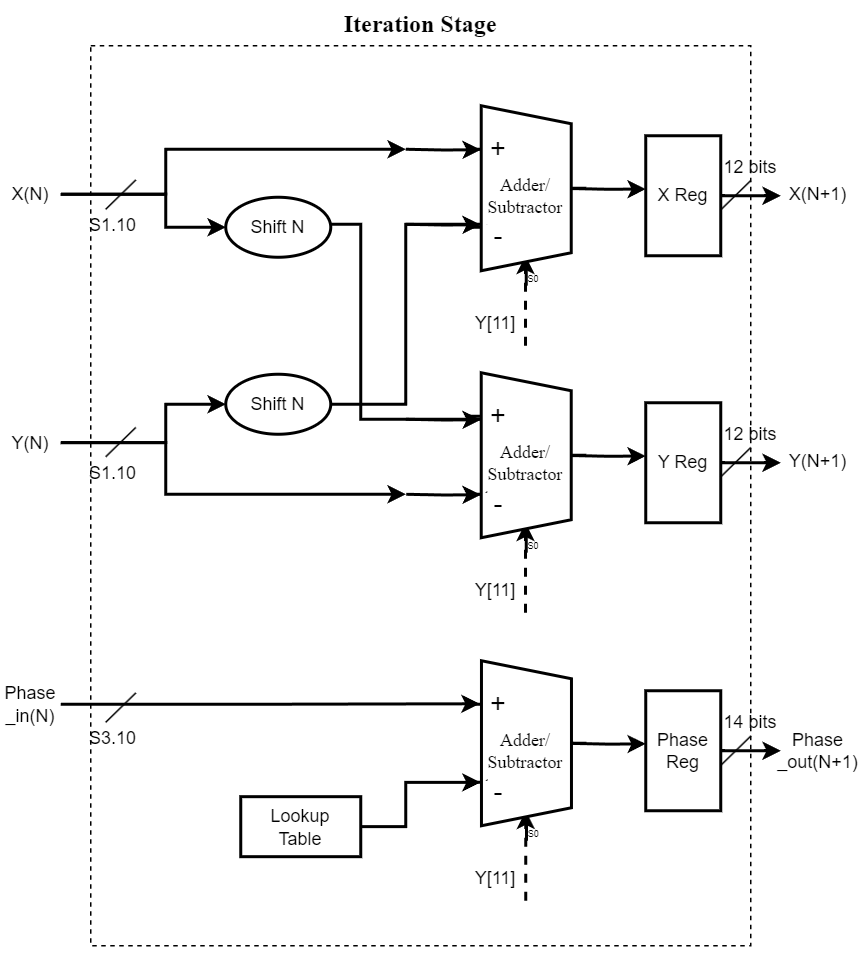 Iteration Stage
X(N)
S1.10
Shift N
+
Adder/
Subtractor
-
S0
Y[11]
X Reg
12 bits
X(N+1)
Y(N)
S1.10
Shift N
+
Adder/
Subtractor
-
S0
Y[11]
Y Reg
12 bits
Y(N+1)
Phase
_in(N)
S3.10
Lookup
Table
+
Adder/
Subtractor
-
S0
Y[11]
Phase
Reg
14 bits
Phase
_out(N+1)